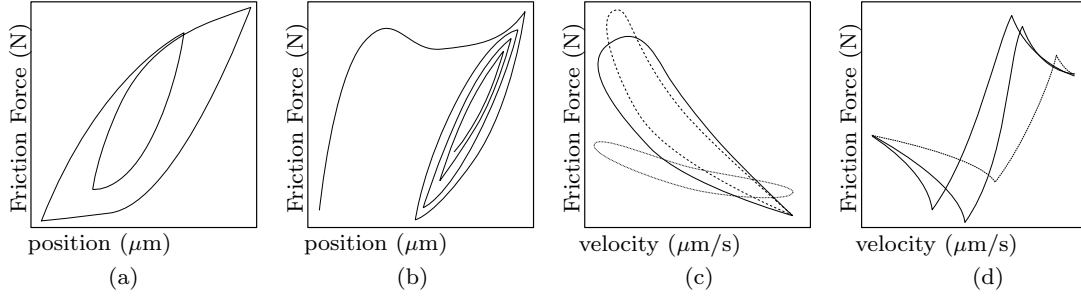 Friction Force (N)
position (μm)
(a)
Friction Force (N)
position (μm)
(b)
Friction Force (N)
velocity (μm/s)
(c)
Friction Force (N)
velocity (μm/s)
(d)